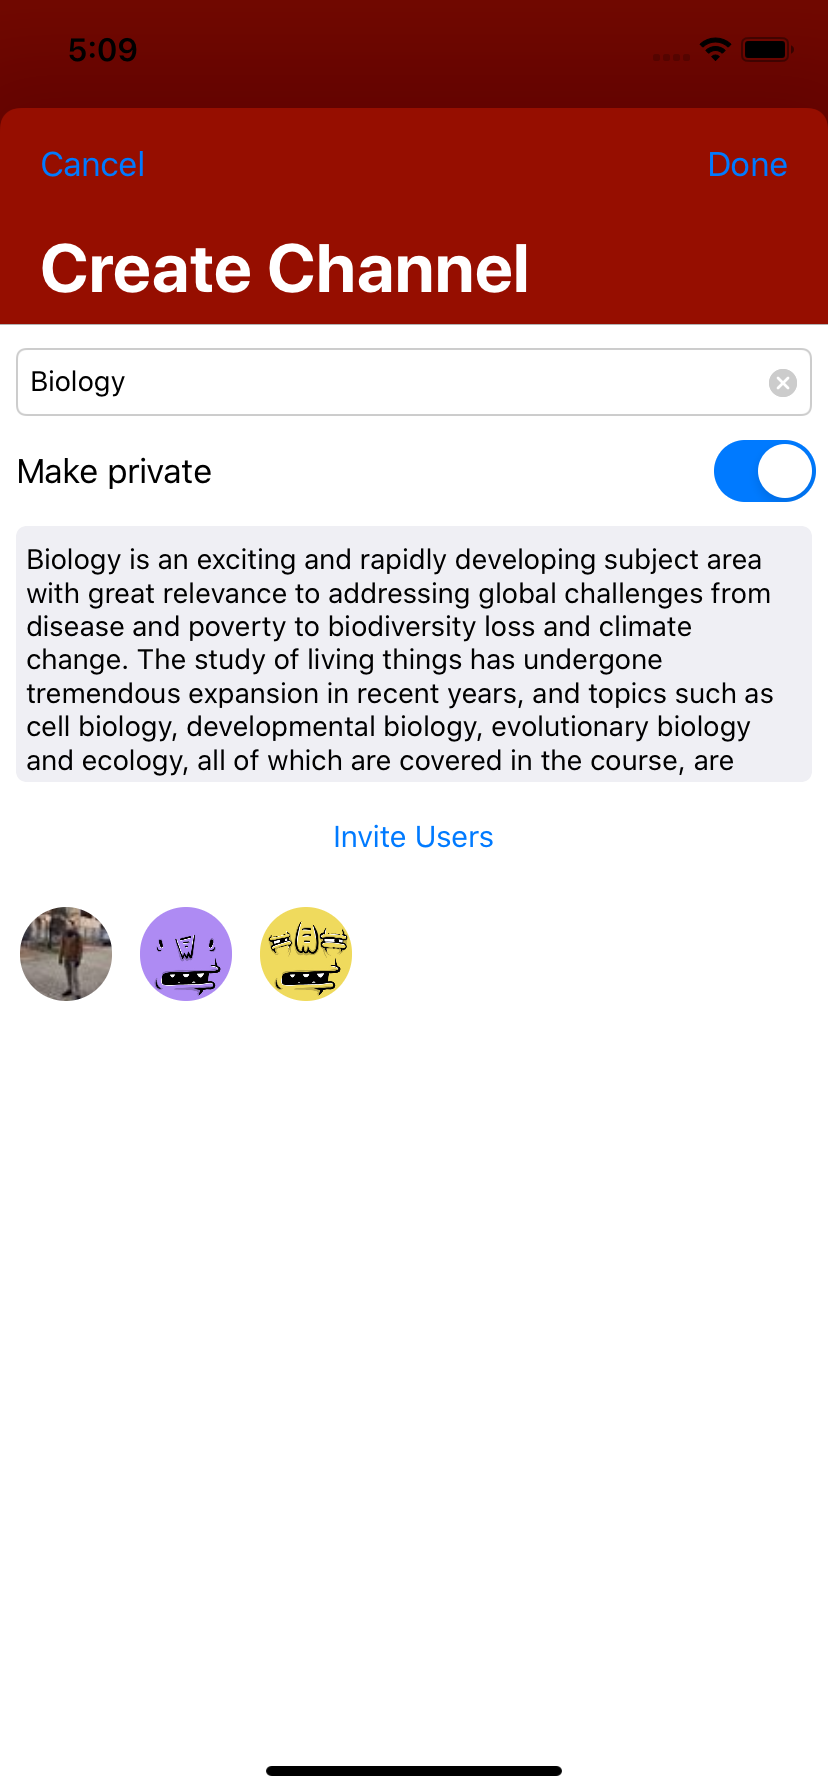 5:09
Cancel
Done
Create Channel
Biology
Make private
Biology is an exciting and rapidly developing subject area
with great relevance to addressing global challenges from
disease and poverty to biodiversity loss and climate
change. The study of living things has undergone
tremendous expansion in recent years, and topics such as
cell biology, developmental biology, evolutionary biology
and ecology, all of which are covered in the course, are
Invite Users